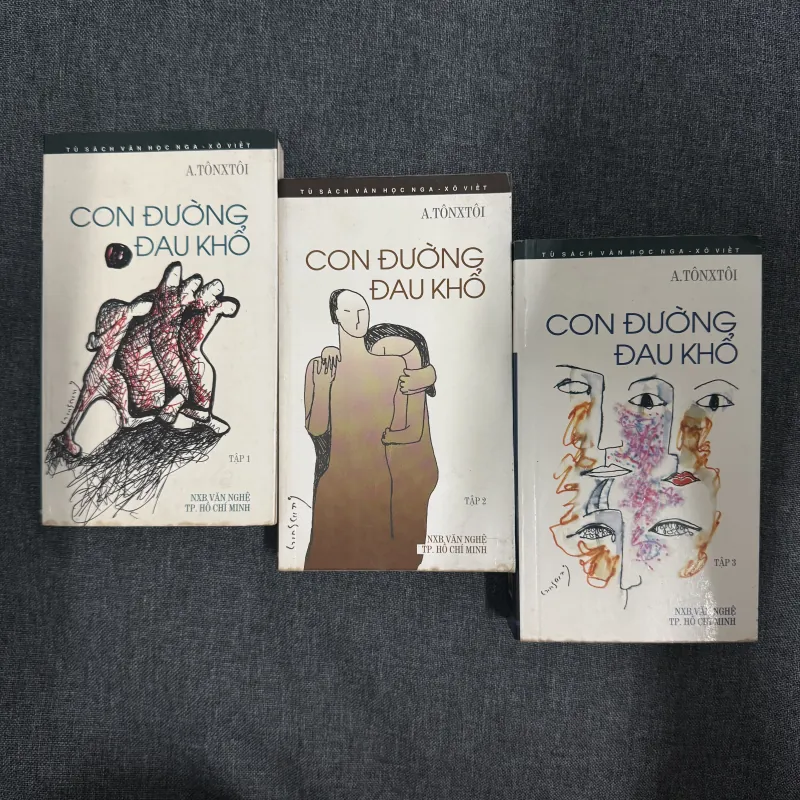 TỦ SÁCH VĂN HỌC NGA - XÔ VIẾT
A.TÔNXTÔI
CON ĐƯỜNG
ĐAU KHỔ
TẬP 1
NXB VĂN NGHỆ
TP. HỒ CHÍ MINH
TỦ SÁCH VĂN HỌC NGA - XÔ VIẾT
A.TÔNXTÔI
CON ĐƯỜNG
ĐAU KHỔ
TẬP 2
NXB VĂN NGHỆ
TP. HỒ CHÍ MINH
TỦ SÁCH VĂN HỌC NGA - XÔ VIẾT
A.TÔNXTÔI
CON ĐƯỜNG
ĐAU KHỔ
TẬP 3
NXB VĂN NGHỆ
TP. HỒ CHÍ MINH